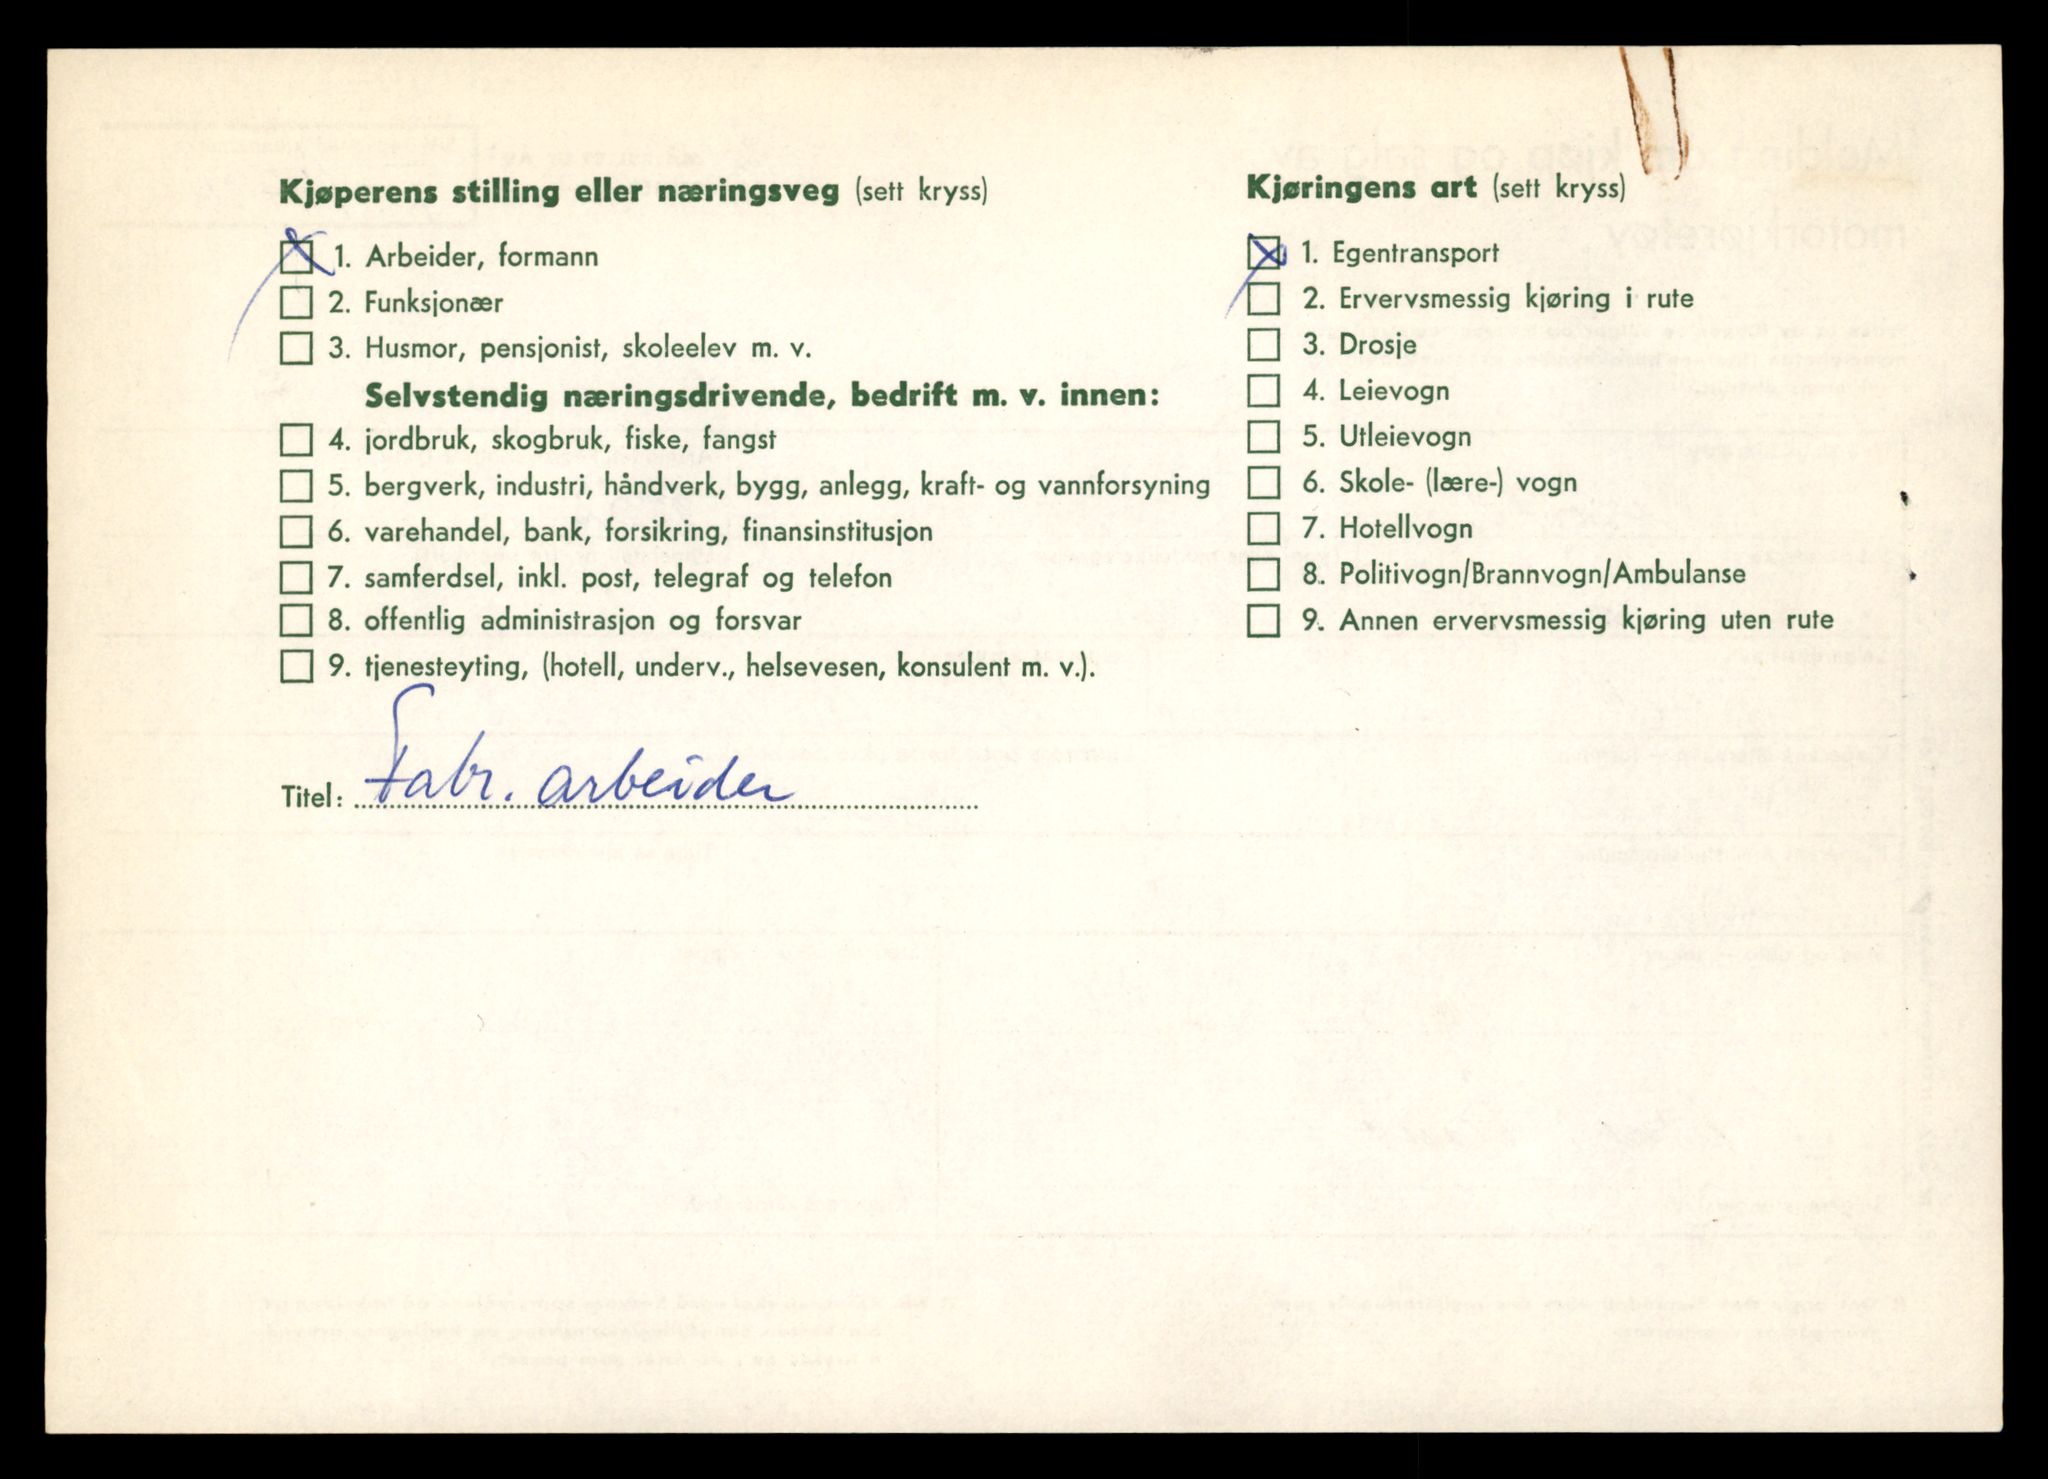 Kjøperens stilling eller næringsveg (sett kryss)
1. Arbeider, formann
2. Funksjonær
3. Husmor, pensjonist, skoleelev m. v.
Selvstendig næringsdrivende, bedrift m. v. innen:
4. jordbruk, skogbruk, fiske, fangst
5. bergverk, industri, håndverk, bygg, anlegg, kraft- og vannforsyning
6. varehandel, bank, forsikring, finansinstitusjon
7. samferdsel, inkl. post, telegraf og telefon
8. offentlig administrasjon og forsvar
9. tjenesteyting, (hotell, underv., helsevesen, konsulent m. v.).
Titel: Fabr. arbeider
Kjøringens art (sett kryss)
1. Egentransport
2. Ervervsmessig kjøring i rute
3. Drosje
4. Leievogn
5. Utleievogn
6. Skole- (lære-) vogn
7. Hotellvogn
8. Politivogn/Brannvogn/Ambulanse
9. Annen ervervsmessig kjøring uten rute